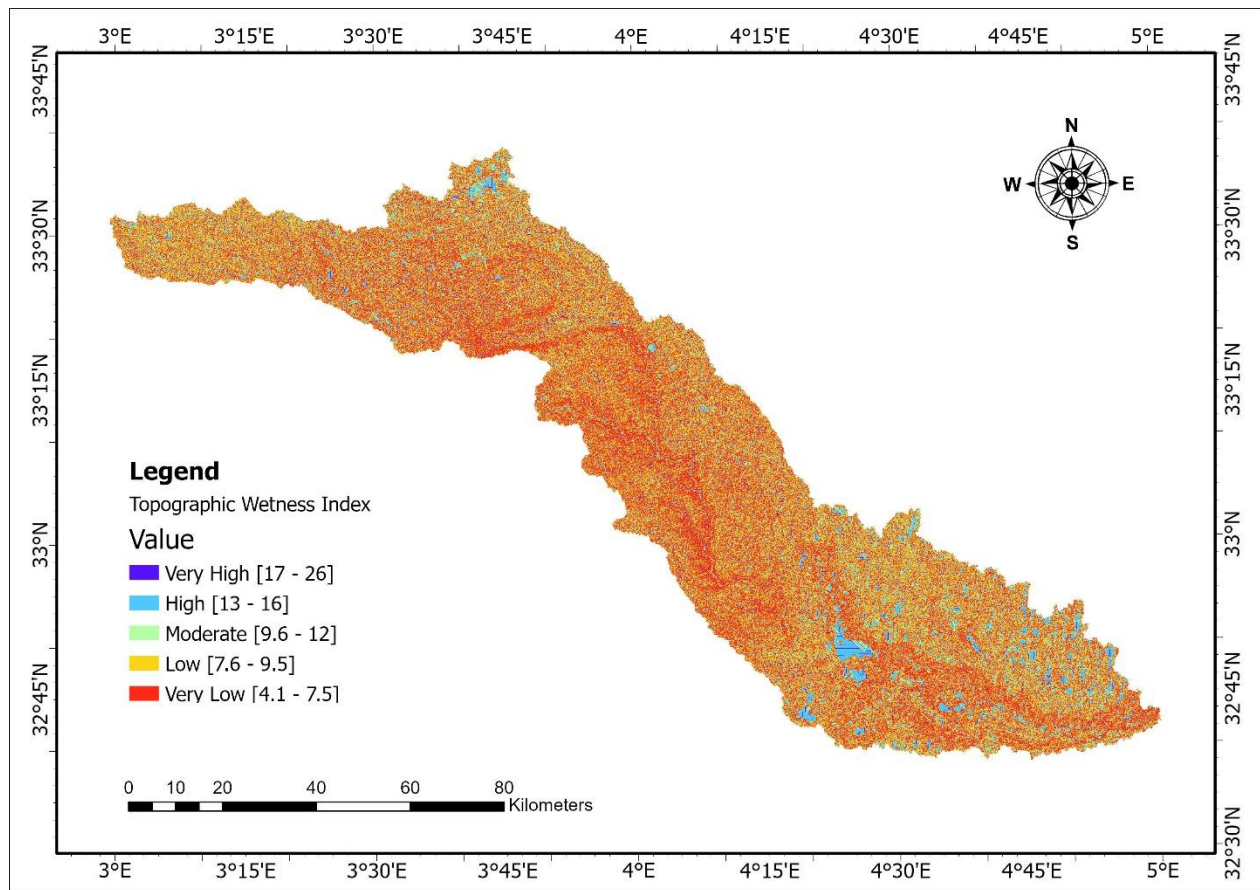 3°E 3°15'E 3°30'E 3°45'E 4°E 4°15'E 4°30'E 4°45'E 5°E
33°45'N 33°45'N
N
W E
S
33°30'N 33°30'N
33°15'N 33°15'N
33°N 33°N
32°45'N 32°45'N
32°30'N
Legend
Topographic Wetness Index
Value
Very High [17 - 26]
High [13 - 16]
Moderate [9.6 - 12]
Low [7.6 - 9.5]
Very Low [4.1 - 7.5]
0 10 20 40 60 80
Kilometers
3°E 3°15'E 3°30'E 3°45'E 4°E 4°15'E 4°30'E 4°45'E 5°E